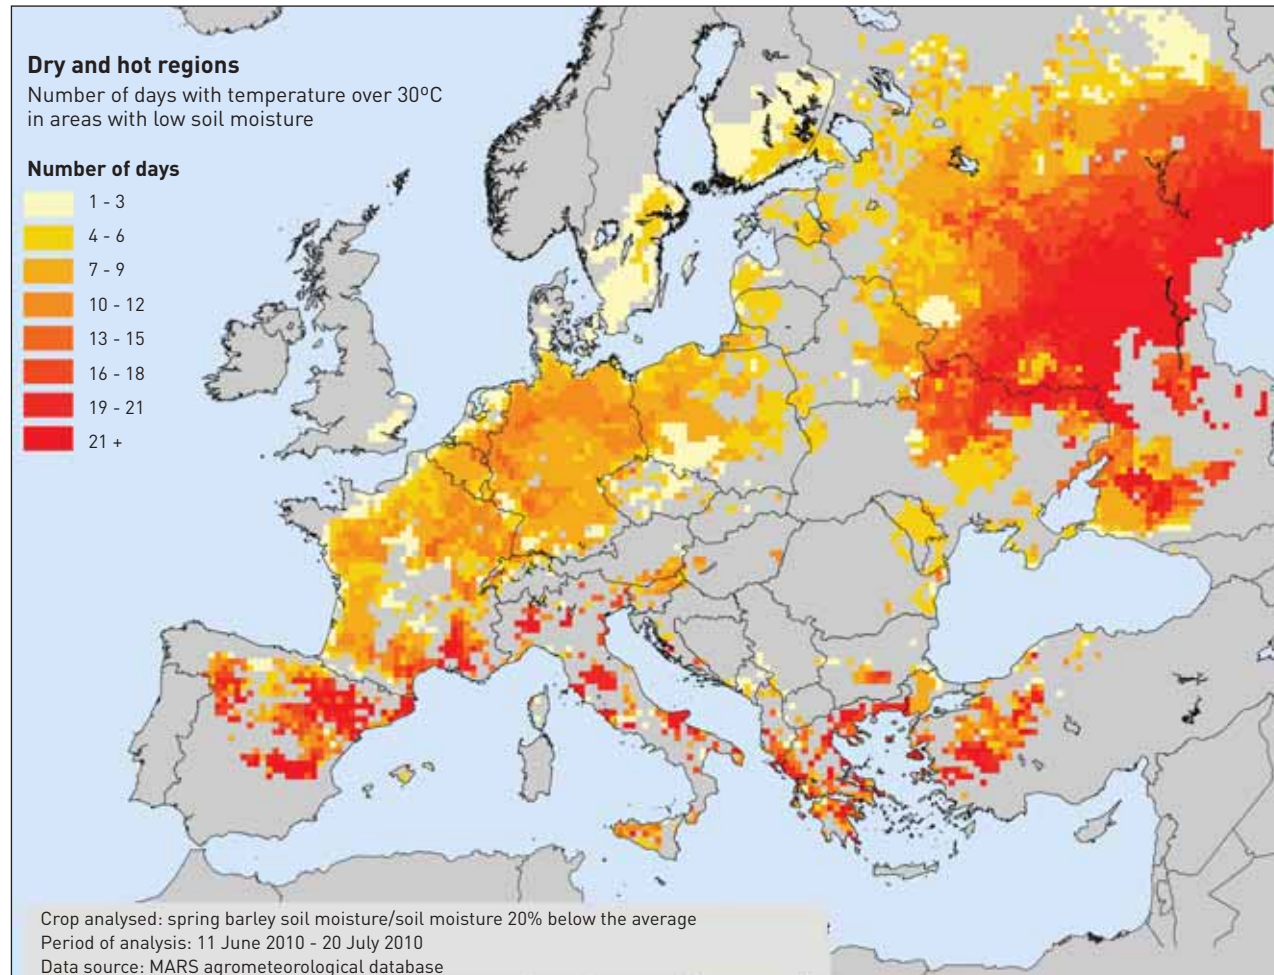 Dry and hot regions
Number of days with temperature over 30ºC
in areas with low soil moisture
Number of days
1 - 3
4 - 6
7 - 9
10 - 12
13 - 15
16 - 18
19 - 21
21 +
Crop analysed: spring barley soil moisture/soil moisture 20% below the average
Period of analysis: 11 June 2010 - 20 July 2010
Data source: MARS agrometeorological database